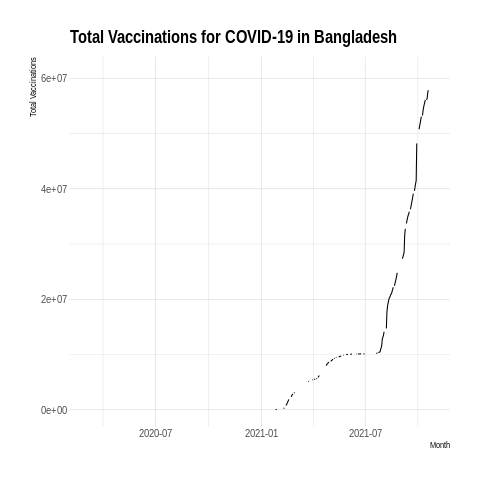 Total Vaccinations for COVID-19 in Bangladesh
Total Vaccinations
6e+07
4e+07
2e+07
0e+00
2020-07
2021-01
2021-07
Month